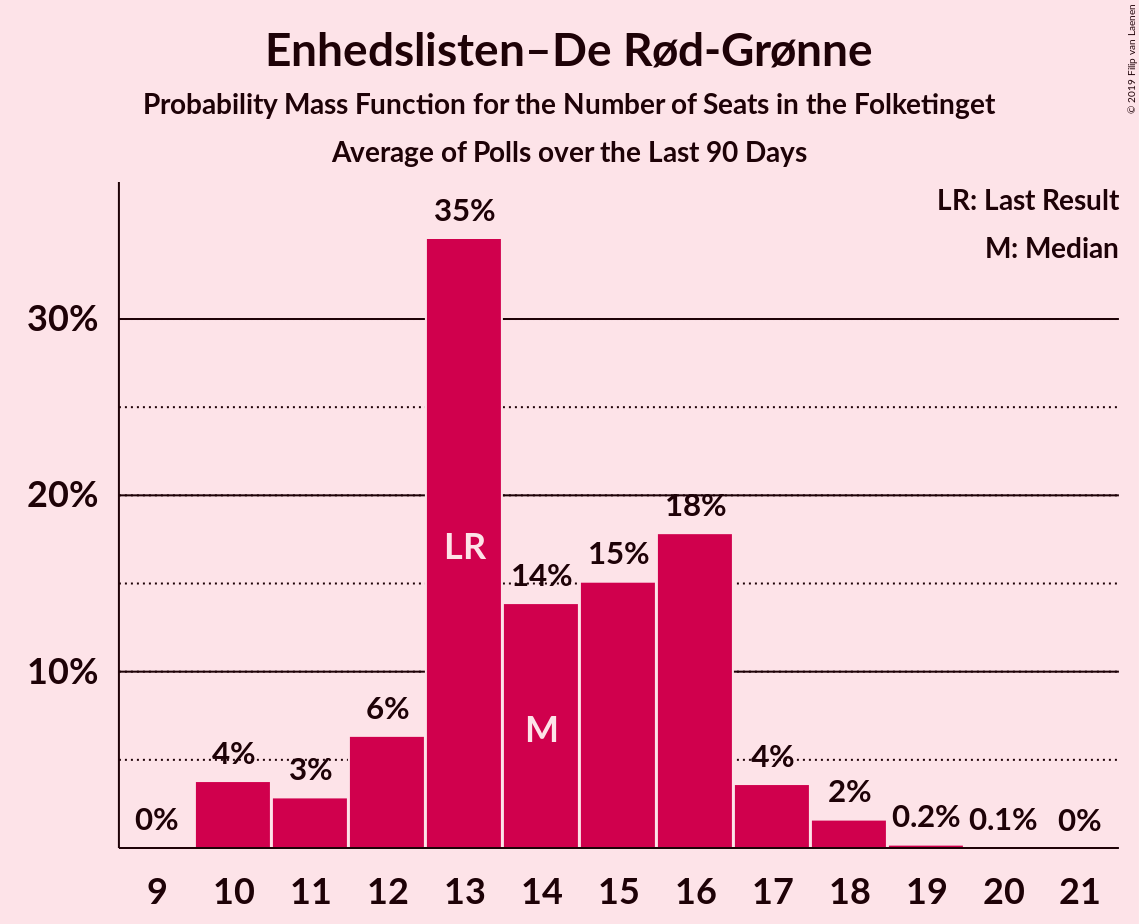 Enhedslisten–De Rød-Grønne
Probability Mass Function for the Number of Seats in the Folketinget
Average of Polls over the Last 90 Days
© 2019 Filip van Laenen
LR: Last Result
M: Median
35%
30%
20%
18%
LR
15%
14%
10%
M
6%
4%
3%
4%
2%
0%
0.2%
0.1%
0%
9 10 11 12 13 14 15 16 17 18 19 20 21